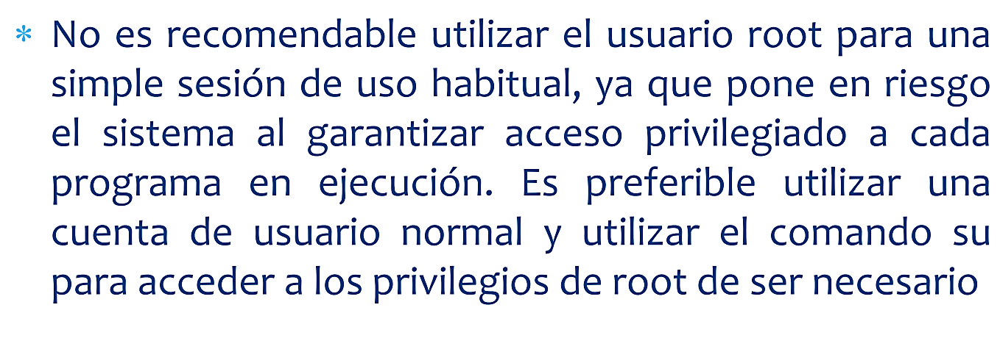 * No es recomendable utilizar el usuario root para una
simple sesión de uso habitual, ya que pone en riesgo
el sistema al garantizar acceso privilegiado a cada
programa en ejecución. Es preferible utilizar una
cuenta de usuario normal y utilizar el comando su
para acceder a los privilegios de root de ser necesario